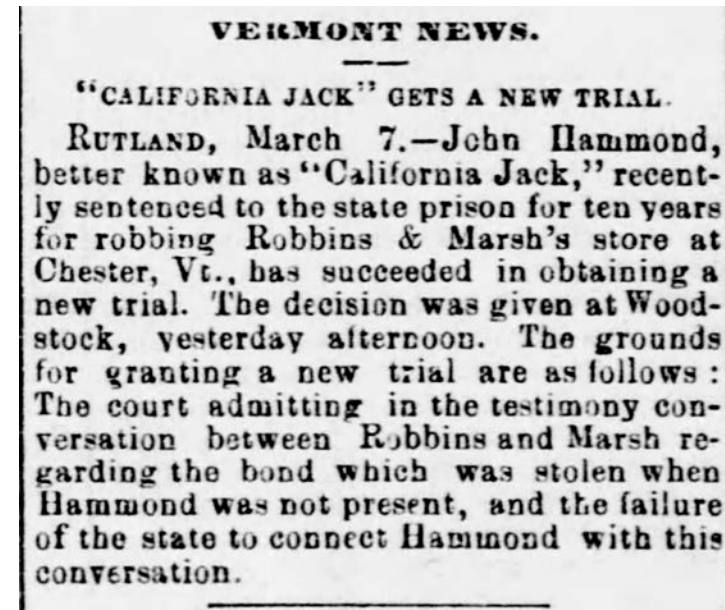 VERMONT NEWS.
"CALIFORNIA JACK" GETS A NEW TRIAL.
RUTLAND, March 7.—John Hammond,
better known as "California Jack," recent-
ly sentenced to the state prison for ten years
for robbing Robbins & Marsh's store at
Chester, Vt., has succeeded in obtaining a
new trial. The decision was given at Wood-
stock, yesterday afternoon. The grounds
for granting a new trial are as follows :
The court admitting in the testimony con-
versation between Robbins and Marsh re-
garding the bond which was stolen when
Hammond was not present, and the failure
of the state to connect Hammond with this
conversation.